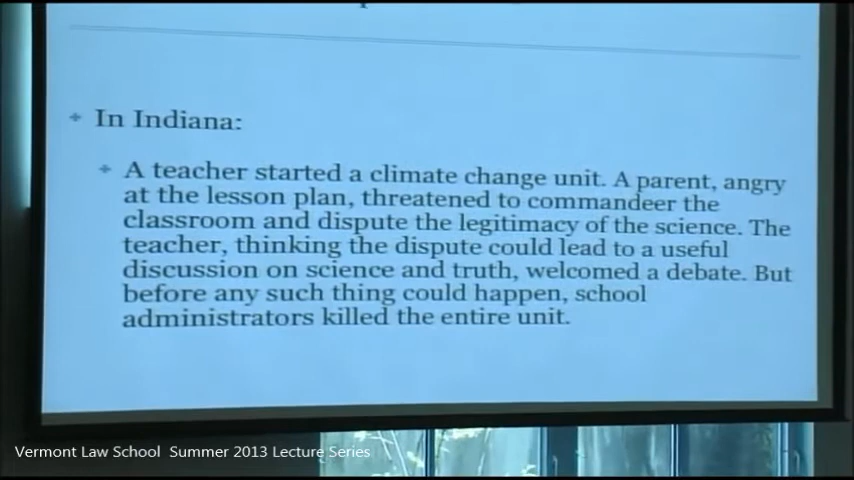 In Indiana:
A teacher started a climate change unit. A parent, angry
at the lesson plan, threatened to commandeer the
classroom and dispute the legitimacy of the science. The
teacher, thinking the dispute could lead to a useful
discussion on science and truth, welcomed a debate. But
before any such thing could happen, school
administrators killed the entire unit.
Vermont Law School Summer 2013 Lecture Series